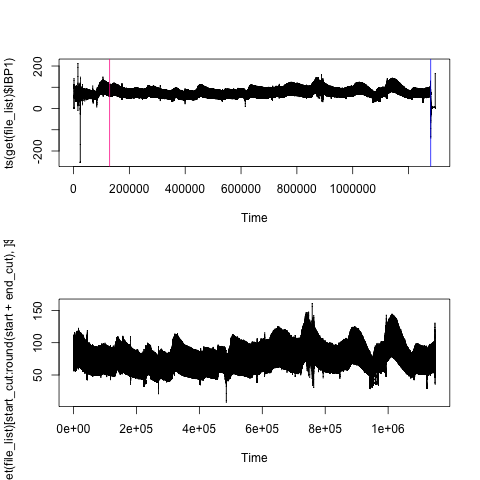 ts(get(file_list)$IBP1)
200
0
-200
0 200000 400000 600000 800000 1000000
Time
et(file_list)[start_cut:round(start + end_cut), ]$
150
100
50
0e+00 2e+05 4e+05 6e+05 8e+05 1e+06
Time